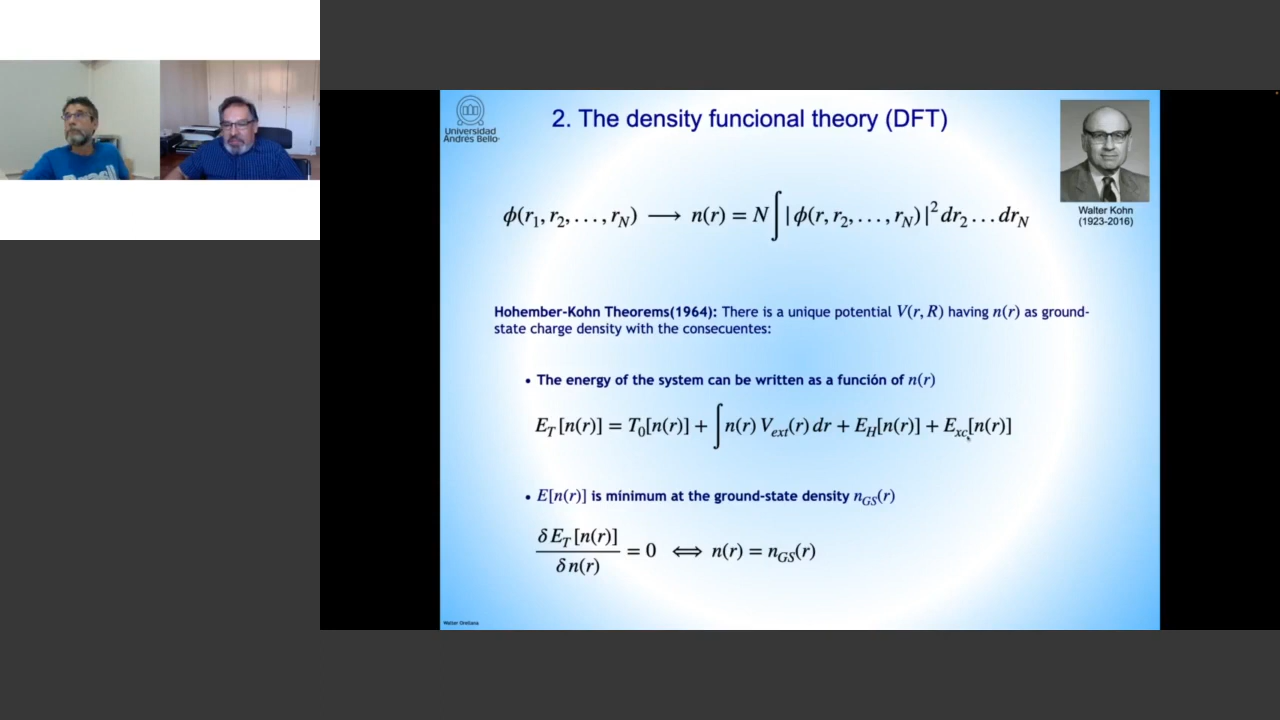 Universidad
Andrés Bello
2. The density funcional theory (DFT)
ϕ(r₁, r₂, . . . , r_N) ⟶ n(r) = N ∫ | ϕ(r, r₂, . . . , r_N) |² dr₂ . . . dr_N
Walter Kohn
(1923-2016)
Hohember-Kohn Theorems(1964): There is a unique potential V(r, R) having n(r) as ground-
state charge density with the consecuentes:
• The energy of the system can be written as a función of n(r)
E_T [n(r)] = T₀[n(r)] + ∫ n(r) V_ext(r) dr + E_H[n(r)] + E_xc[n(r)]
• E[n(r)] is mínimum at the ground-state density n_GS(r)
δ E_T [n(r)] / δ n(r) = 0 ⟺ n(r) = n_GS(r)
Walter Orellana